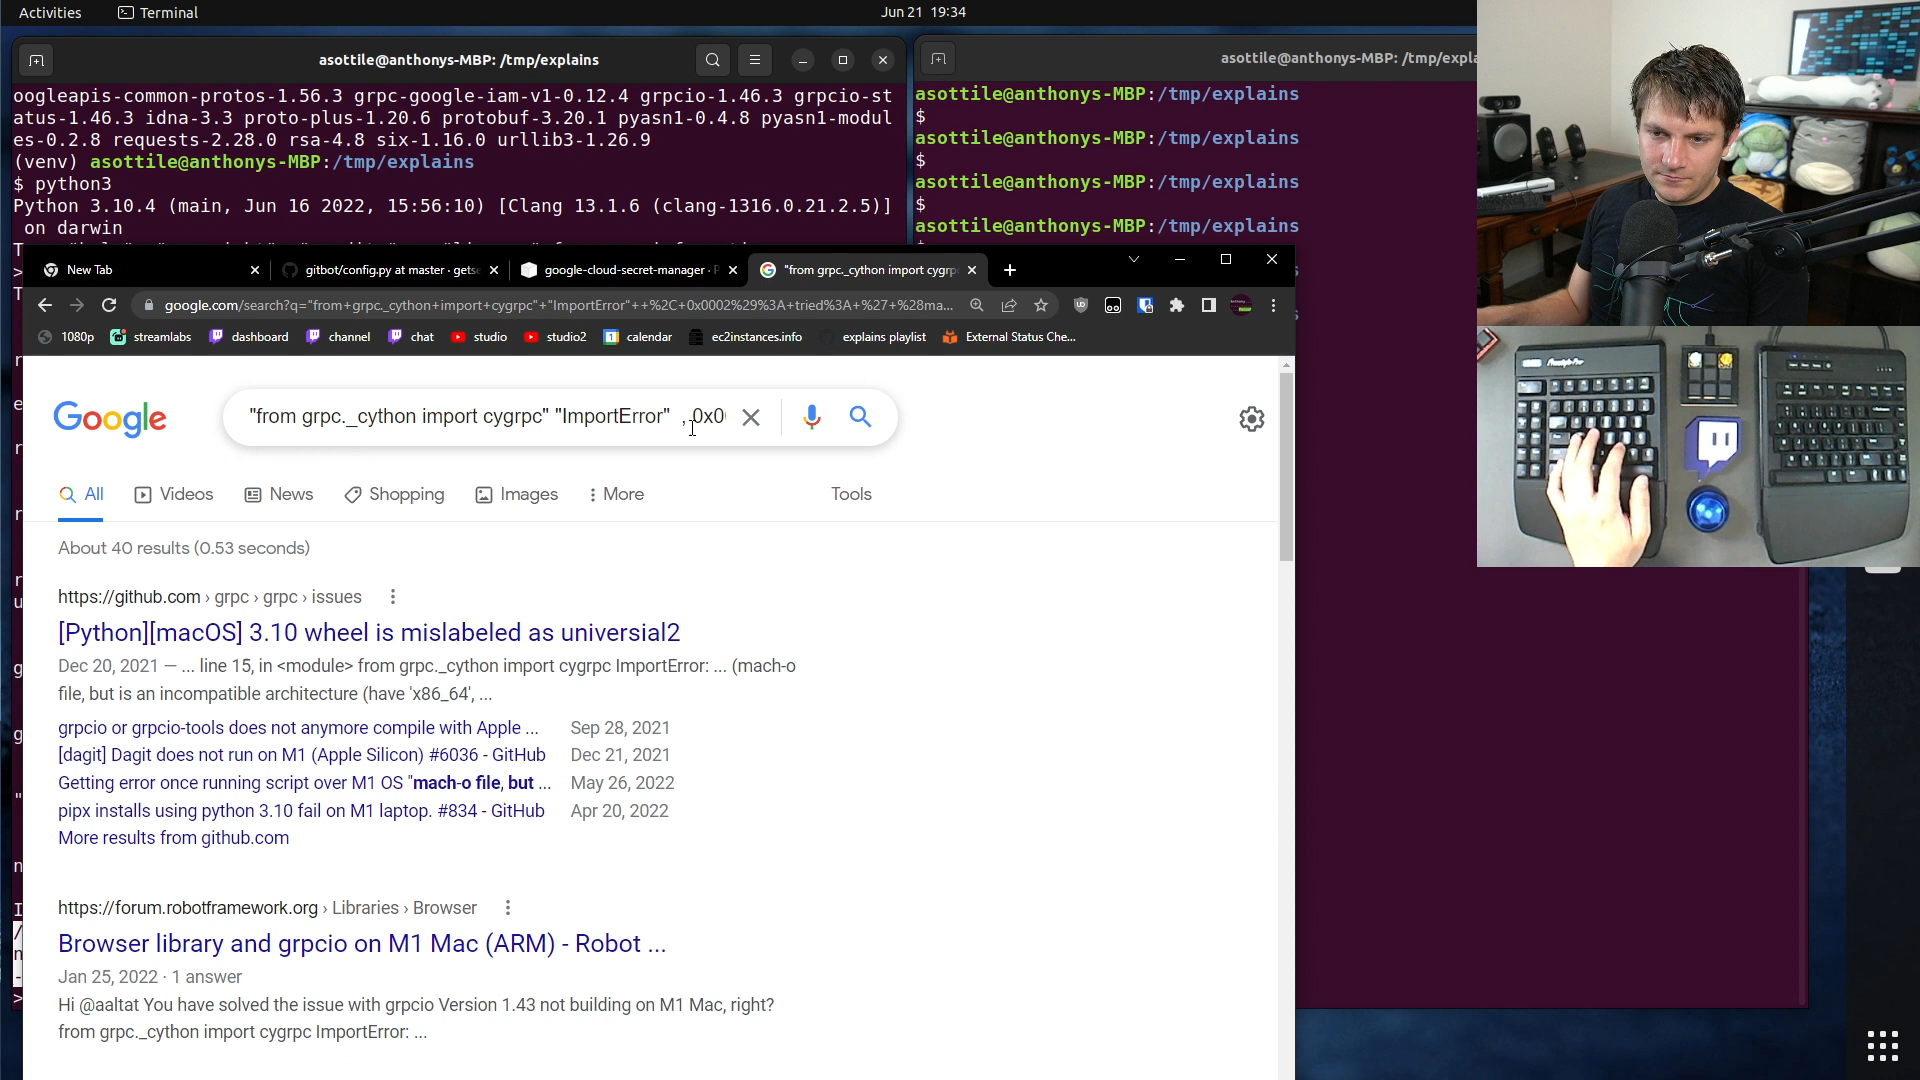 Activities
Terminal
Jun 21 19:34
asottile@anthonys-MBP: /tmp/explains
oogleapis-common-protos-1.56.3 grpc-google-iam-v1-0.12.4 grpcio-1.46.3 grpcio-st
atus-1.46.3 idna-3.3 proto-plus-1.20.6 protobuf-3.20.1 pyasn1-0.4.8 pyasn1-modul
es-0.2.8 requests-2.28.0 rsa-4.8 six-1.16.0 urllib3-1.26.9
(venv) asottile@anthonys-MBP:/tmp/explains
$ python3
Python 3.10.4 (main, Jun 16 2022, 15:56:10) [Clang 13.1.6 (clang-1316.0.21.2.5)]
on darwin
asottile@anthonys-MBP: /tmp/expla
asottile@anthonys-MBP:/tmp/explains
$
asottile@anthonys-MBP:/tmp/explains
$
asottile@anthonys-MBP:/tmp/explains
$
asottile@anthonys-MBP:/tmp/explains
New Tab
gitbot/config.py at master · getse
google-cloud-secret-manager · P
"from grpc._cython import cygrpc
google.com/search?q="from+grpc._cython+import+cygrpc"+"ImportError"++%2C+0x0002%29%3A+tried%3A+%27+%28ma...
1080p
streamlabs
dashboard
channel
chat
studio
studio2
calendar
ec2instances.info
explains playlist
External Status Che...
Google
"from grpc._cython import cygrpc" "ImportError" , 0x0
All
Videos
News
Shopping
Images
More
Tools
About 40 results (0.53 seconds)
https://github.com › grpc › grpc › issues
[Python][macOS] 3.10 wheel is mislabeled as universial2
Dec 20, 2021 — ... line 15, in <module> from grpc._cython import cygrpc ImportError: ... (mach-o
file, but is an incompatible architecture (have 'x86_64', ...
grpcio or grpcio-tools does not anymore compile with Apple ... Sep 28, 2021
[dagit] Dagit does not run on M1 (Apple Silicon) #6036 - GitHub Dec 21, 2021
Getting error once running script over M1 OS "mach-o file, but ... May 26, 2022
pipx installs using python 3.10 fail on M1 laptop. #834 - GitHub Apr 20, 2022
More results from github.com
https://forum.robotframework.org › Libraries › Browser
Browser library and grpcio on M1 Mac (ARM) - Robot ...
Jan 25, 2022 · 1 answer
Hi @aaltat You have solved the issue with grpcio Version 1.43 not building on M1 Mac, right?
from grpc._cython import cygrpc ImportError: ...